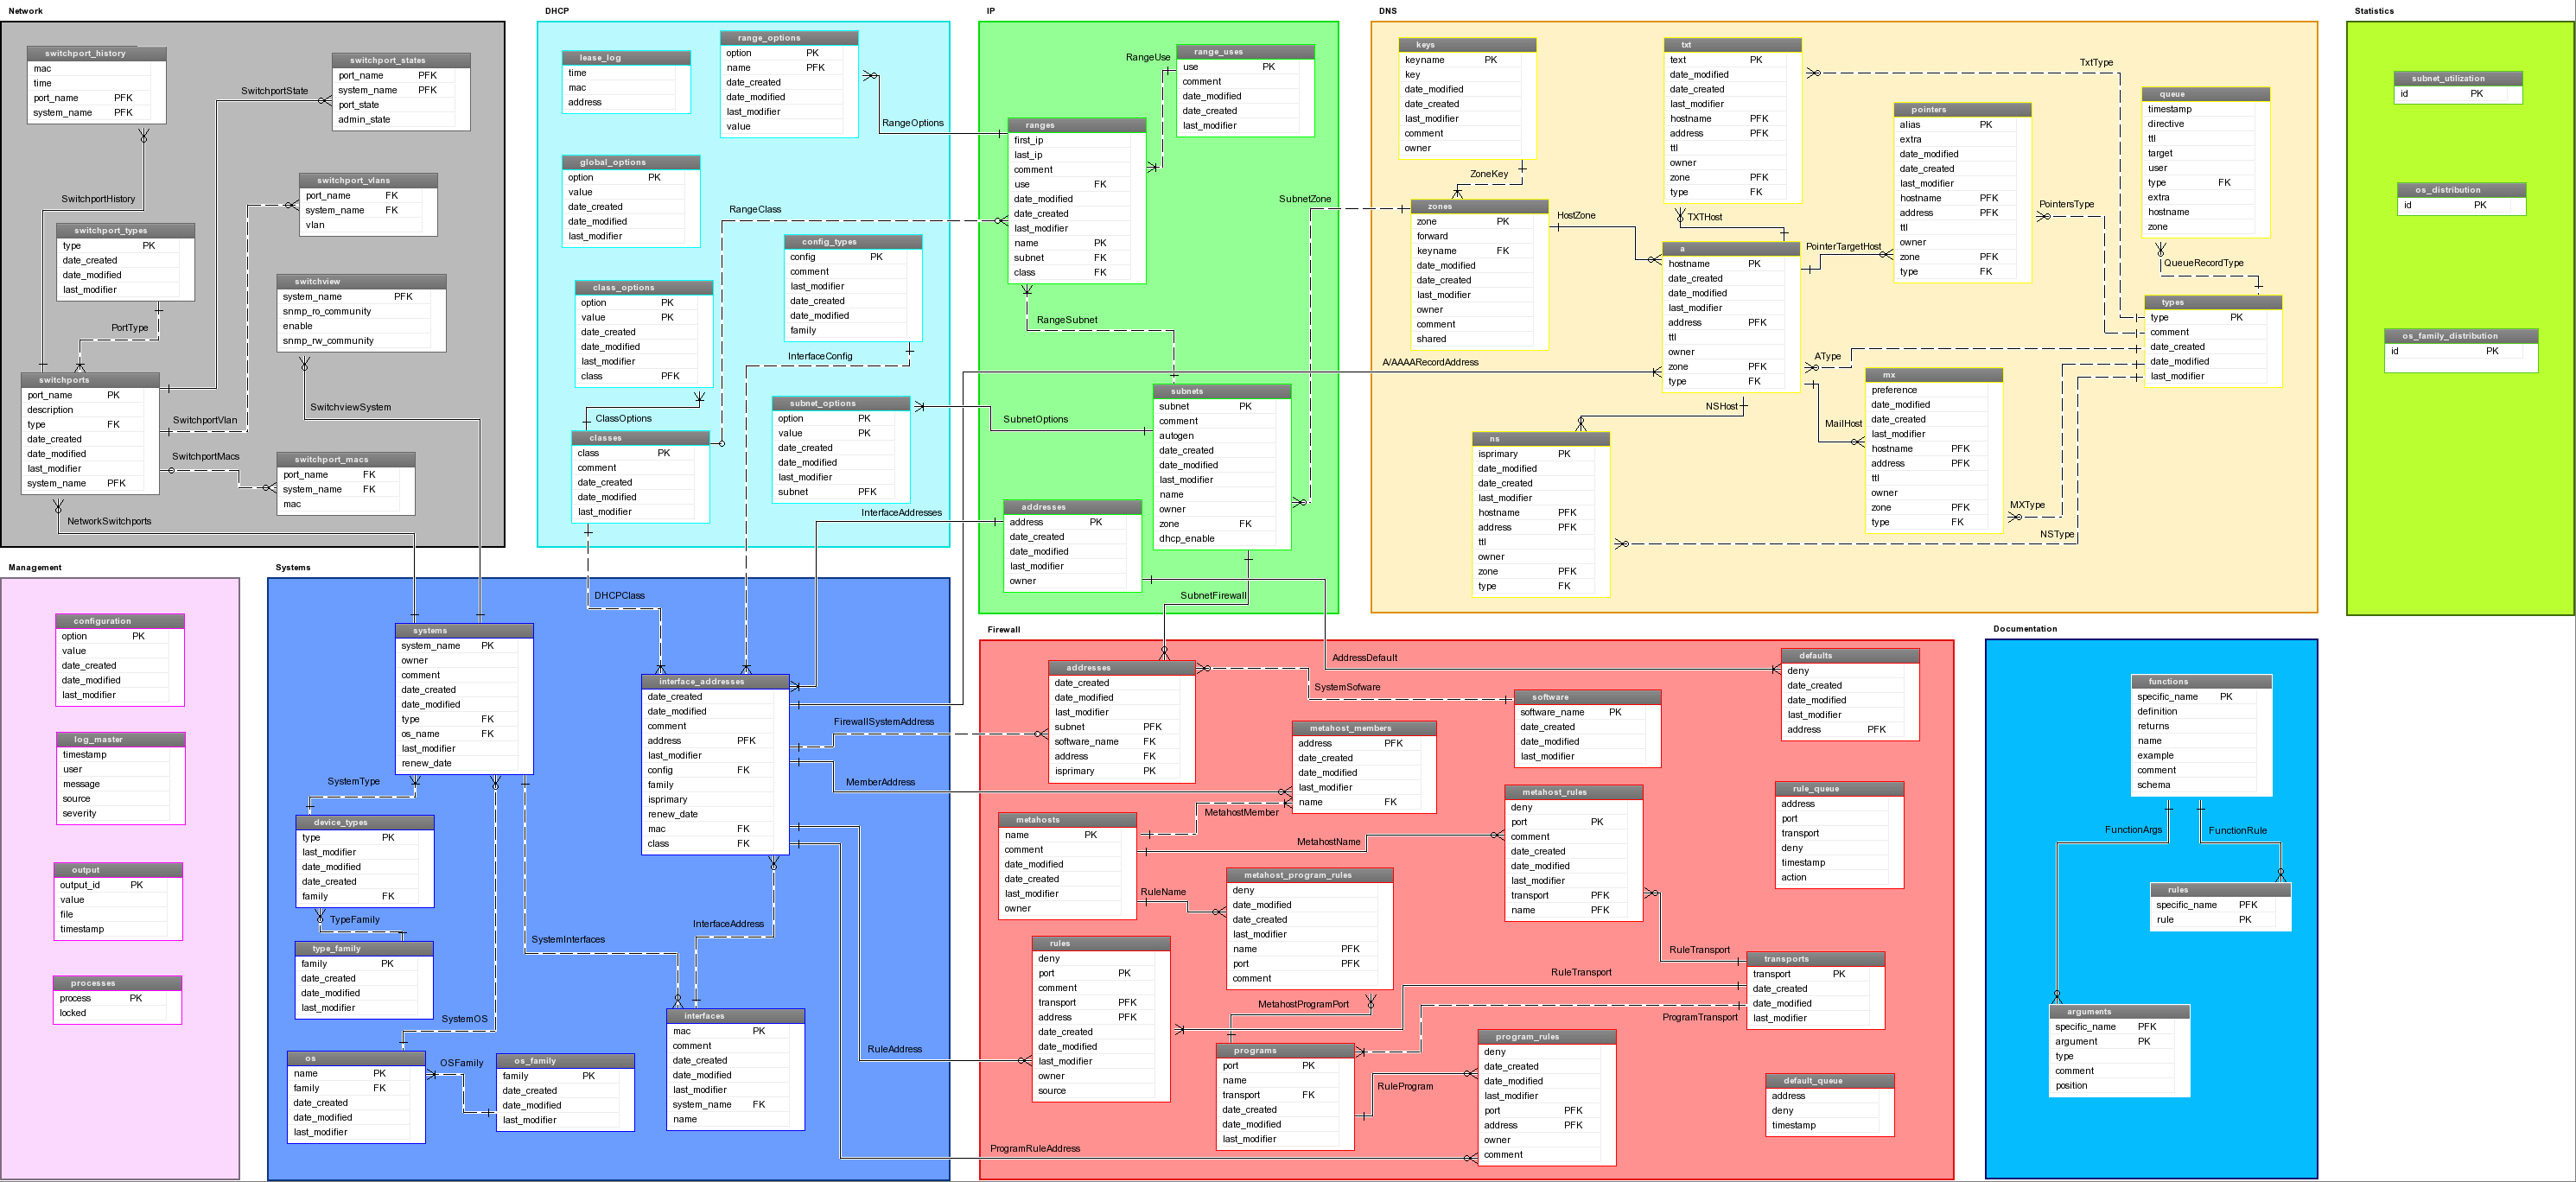 Network
switchport_history
mac
time
port_name PFK
system_name PFK
switchport_states
port_name PFK
system_name PFK
port_state
admin_state
SwitchportState
switchport_vlans
port_name FK
system_name FK
vlan
SwitchportHistory
switchport_types
type PK
date_created
date_modified
last_modifier
switchview
system_name PFK
snmp_ro_community
enable
snmp_rw_community
PortType
switchports
port_name PK
description
type FK
date_created
date_modified
last_modifier
system_name PFK
SwitchportVlan
SwitchviewSystem
SwitchportMacs
switchport_macs
port_name FK
system_name FK
mac
NetworkSwitchports
DHCP
lease_log
time
mac
address
range_options
option PK
name PFK
date_created
date_modified
last_modifier
value
RangeOptions
global_options
option PK
value
date_created
date_modified
last_modifier
RangeClass
config_types
config PK
comment
last_modifier
date_created
date_modified
family
class_options
option PK
value PK
date_created
date_modified
last_modifier
class PFK
InterfaceConfig
ClassOptions
subnet_options
option PK
value PK
date_created
date_modified
last_modifier
subnet PFK
classes
class PK
comment
date_created
date_modified
last_modifier
InterfaceAddresses
IP
RangeUse
range_uses
use PK
comment
date_modified
date_created
last_modifier
ranges
first_ip
last_ip
comment
use FK
date_modified
date_created
last_modifier
name PK
subnet FK
class FK
SubnetZone
RangeSubnet
subnets
subnet PK
comment
autogen
date_created
date_modified
last_modifier
name
owner
zone FK
dhcp_enable
SubnetOptions
addresses
address PK
date_created
date_modified
last_modifier
owner
SubnetFirewall
DNS
keys
keyname PK
key
date_modified
date_created
last_modifier
comment
owner
ZoneKey
zones
zone PK
forward
keyname FK
date_modified
date_created
last_modifier
owner
comment
shared
HostZone
txt
text PK
date_modified
date_created
last_modifier
hostname PFK
address PFK
ttl
owner
zone PFK
type FK
TXTHost
TxtType
a
hostname PK
date_created
date_modified
last_modifier
address PFK
ttl
owner
zone PFK
type FK
A/AAAARecordAddress
pointers
alias PK
extra
date_modified
date_created
last_modifier
hostname PFK
address PFK
ttl
owner
zone PFK
type FK
PointerTargetHost
PointersType
queue
timestamp
directive
ttl
target
user
type FK
extra
hostname
zone
QueueRecordType
types
type PK
comment
date_created
date_modified
last_modifier
AType
mx
preference
date_modified
date_created
last_modifier
hostname PFK
address PFK
ttl
owner
zone PFK
type FK
MailHost
MXType
NSHost
ns
isprimary PK
date_modified
date_created
last_modifier
hostname PFK
address PFK
ttl
owner
zone PFK
type FK
NSType
Statistics
subnet_utilization
id PK
os_distribution
id PK
os_family_distribution
id PK
Management
configuration
option PK
value
date_created
date_modified
last_modifier
log_master
timestamp
user
message
source
severity
output
output_id PK
value
file
timestamp
processes
process PK
locked
Systems
DHCPClass
systems
system_name PK
owner
comment
date_created
date_modified
type FK
os_name FK
last_modifier
renew_date
SystemType
device_types
type PK
last_modifier
date_modified
date_created
family FK
TypeFamily
type_family
family PK
date_created
date_modified
last_modifier
SystemOS
os
name PK
family FK
date_created
date_modified
last_modifier
OSFamily
os_family
family PK
date_created
date_modified
last_modifier
SystemInterfaces
interface_addresses
date_created
date_modified
comment
address PFK
last_modifier
config FK
family
isprimary
renew_date
mac FK
class FK
InterfaceAddress
interfaces
mac PK
comment
date_created
date_modified
last_modifier
system_name FK
name
FirewallSystemAddress
MemberAddress
RuleAddress
Firewall
addresses
date_created
date_modified
last_modifier
subnet PFK
software_name FK
address FK
isprimary PK
AddressDefault
SystemSofware
software
software_name PK
date_created
date_modified
last_modifier
defaults
deny
date_created
date_modified
last_modifier
address PFK
metahost_members
address PFK
date_created
date_modified
last_modifier
name FK
MetahostMember
metahosts
name PK
comment
date_modified
date_created
last_modifier
owner
MetahostName
metahost_rules
deny
port PK
comment
date_created
date_modified
last_modifier
transport PFK
name PFK
rule_queue
address
port
transport
deny
timestamp
action
RuleName
metahost_program_rules
deny
date_modified
date_created
last_modifier
name PFK
port PFK
comment
rules
deny
port PK
comment
transport PFK
address PFK
date_created
date_modified
last_modifier
owner
source
RuleTransport
RuleTransport
transports
transport PK
date_created
date_modified
last_modifier
MetahostProgramPort
ProgramTransport
programs
port PK
name
transport FK
date_created
date_modified
last_modifier
RuleProgram
program_rules
deny
date_created
date_modified
last_modifier
port PFK
address PFK
owner
comment
default_queue
address
deny
timestamp
ProgramRuleAddress
Documentation
functions
specific_name PK
definition
returns
name
example
comment
schema
FunctionArgs
FunctionRule
rules
specific_name PFK
rule PK
arguments
specific_name PFK
argument PK
type
comment
position